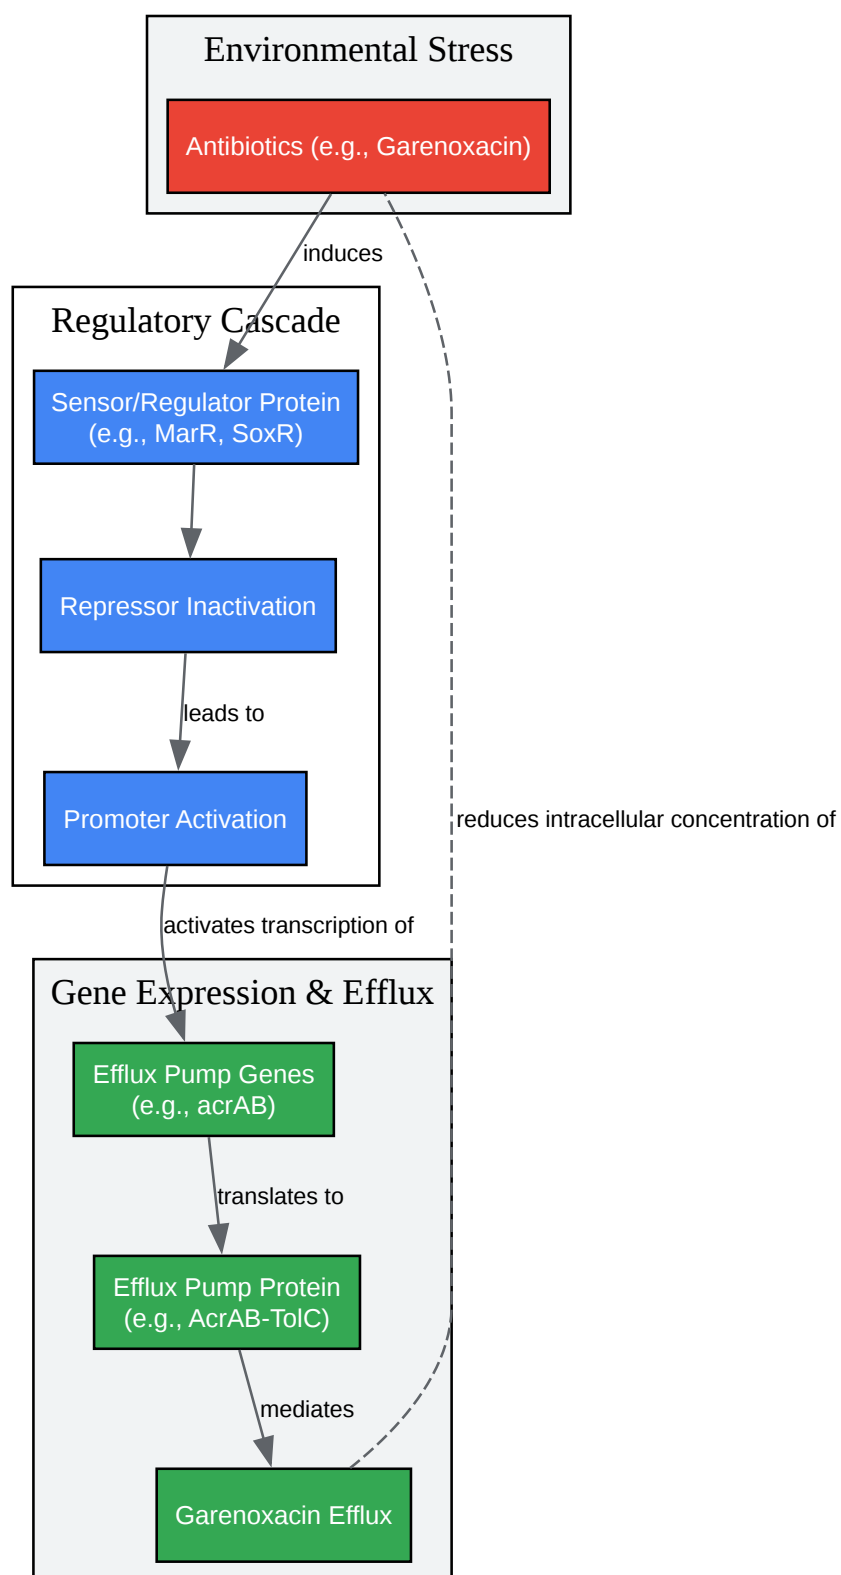 Environmental Stress
Antibiotics (e.g., Garenoxacin)
induces
Regulatory Cascade
Sensor/Regulator Protein
(e.g., MarR, SoxR)
Repressor Inactivation
leads to
Promoter Activation
reduces intracellular concentration of
activates transcription of
Gene Expression & Efflux
Efflux Pump Genes
(e.g., acrAB)
translates to
Efflux Pump Protein
(e.g., AcrAB-TolC)
mediates
Garenoxacin Efflux